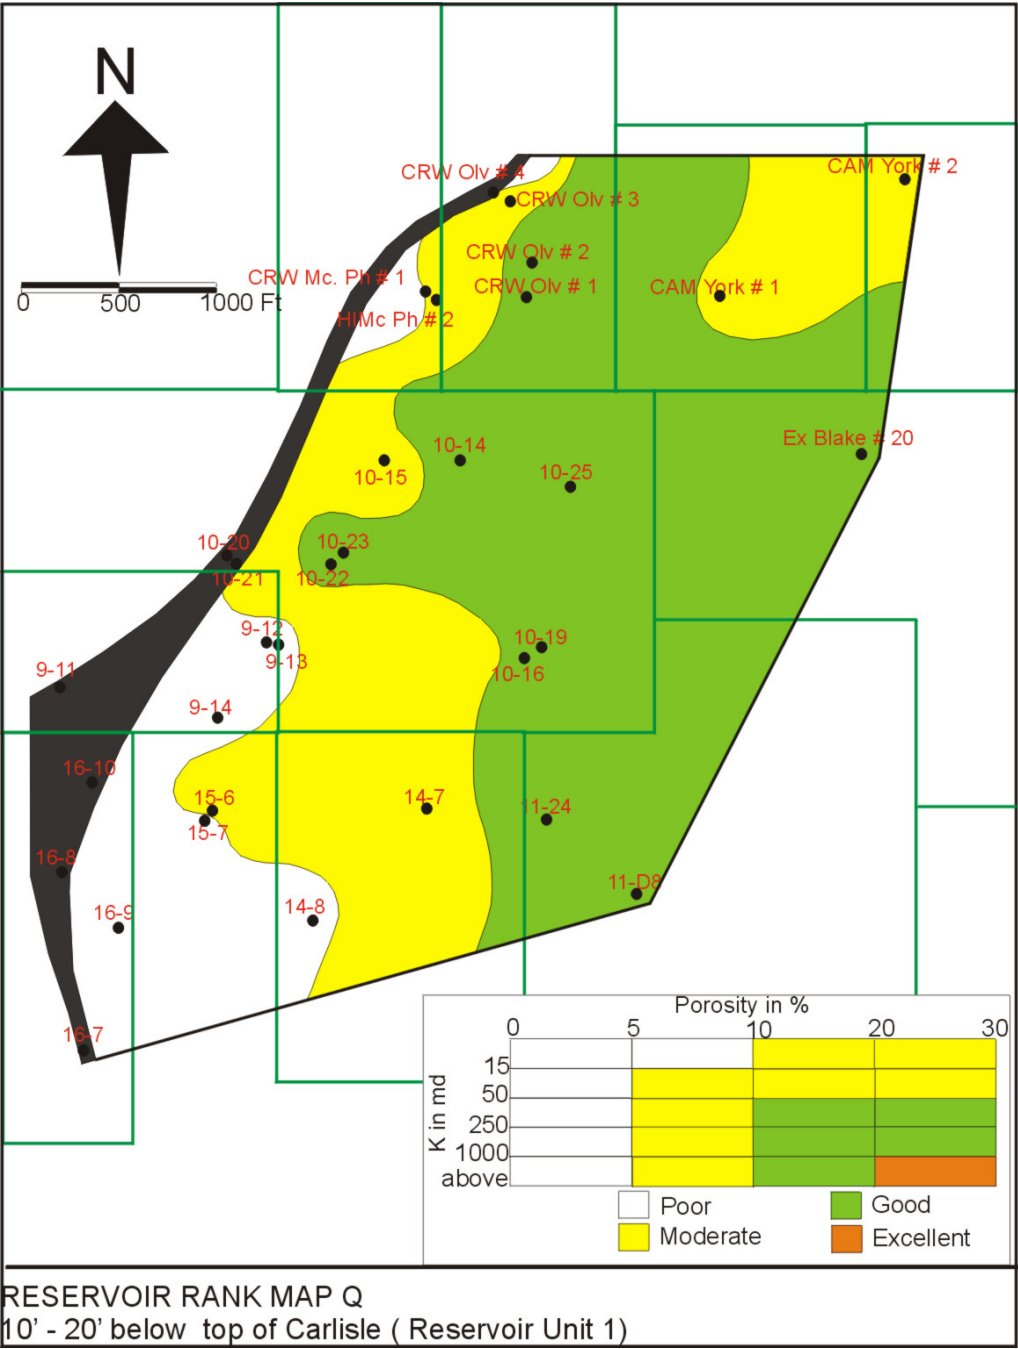 N
CRW Olv # 4
CAM York # 2
CRW Olv # 3
CRW Olv # 2
CRW Mc. Ph # 1
CRW Olv # 1
CAM York # 1
0 500 1000 Ft
HIMc Ph # 2
Ex Blake # 20
10-14
10-15
10-25
10-20
10-23
10-21
10-22
9-12
10-19
9-13
10-16
9-11
9-14
16-10
15-6
14-7
11-24
15-7
16-8
11-D8
16-9
14-8
16-7
Porosity in %
0 5 10 20 30
K in md
15
50
250
1000
above
Poor
Good
Moderate
Excellent
RESERVOIR RANK MAP Q
10' - 20' below top of Carlisle ( Reservoir Unit 1)